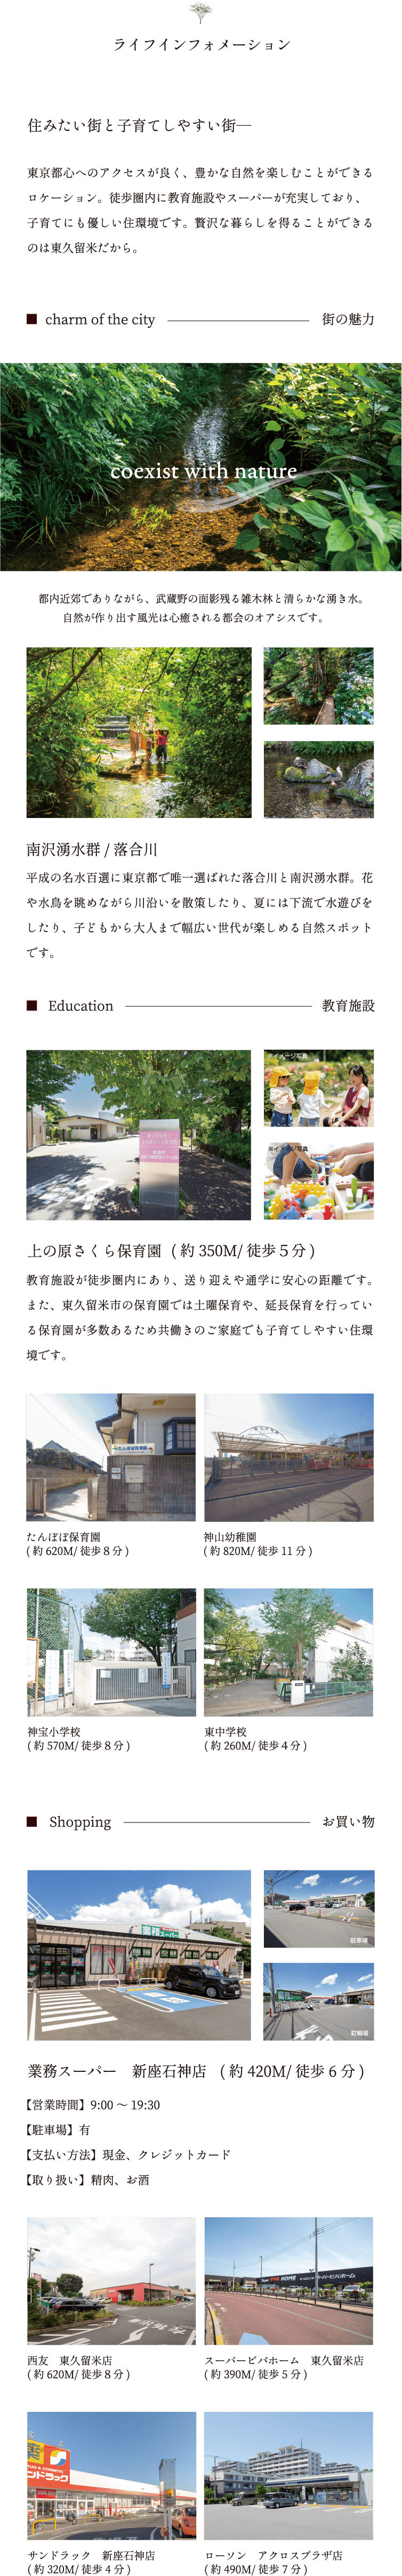 ライフインフォメーション
住みたい街と子育てしやすい街—
東京都心へのアクセスが良く、豊かな自然を楽しむことができる
ロケーション。徒歩圏内に教育施設やスーパーが充実しており、
子育てにも優しい住環境です。贅沢な暮らしを得ることができる
のは東久留米だから。
■ charm of the city 街の魅力
coexist with nature
都内近郊でありながら、武蔵野の面影残る雑木林と清らかな湧き水。
自然が作り出す風光は心癒される都会のオアシスです。
南沢湧水群 / 落合川
平成の名水百選に東京都で唯一選ばれた落合川と南沢湧水群。花
や水鳥を眺めながら川沿いを散策したり、夏には下流で水遊びを
したり、子どもから大人まで幅広い世代が楽しめる自然スポット
です。
■ Education 教育施設
※イメージ写真
上の原さくら保育園 ( 約 350M/ 徒歩５分 )
教育施設が徒歩圏内にあり、送り迎えや通学に安心の距離です。
また、東久留米市の保育園では土曜保育や、延長保育を行ってい
る保育園が多数あるため共働きのご家庭でも子育てしやすい住環
境です。
たんぽぽ保育園
たんぽぽ保育園
( 約 620M/ 徒歩８分 )
神山幼稚園
( 約 820M/ 徒歩 11 分 )
神宝小学校
( 約 570M/ 徒歩８分 )
東中学校
( 約 260M/ 徒歩４分 )
■ Shopping お買い物
スーパー
駐車場
駐輪場
業務スーパー　新座石神店 ( 約 420M/ 徒歩 6 分 )
【営業時間】9:00 〜 19:30
【駐車場】有
【支払い方法】現金、クレジットカード
【取り扱い】精肉、お酒
西友　東久留米店
( 約 620M/ 徒歩８分 )
HOME
スーパービバホーム　東久留米店
( 約 390M/ 徒歩 5 分 )
ンドラッグ
サンドラック　新座石神店
( 約 320M/ 徒歩 4 分 )
ローソン　アクロスプラザ店
( 約 490M/ 徒歩 7 分 )